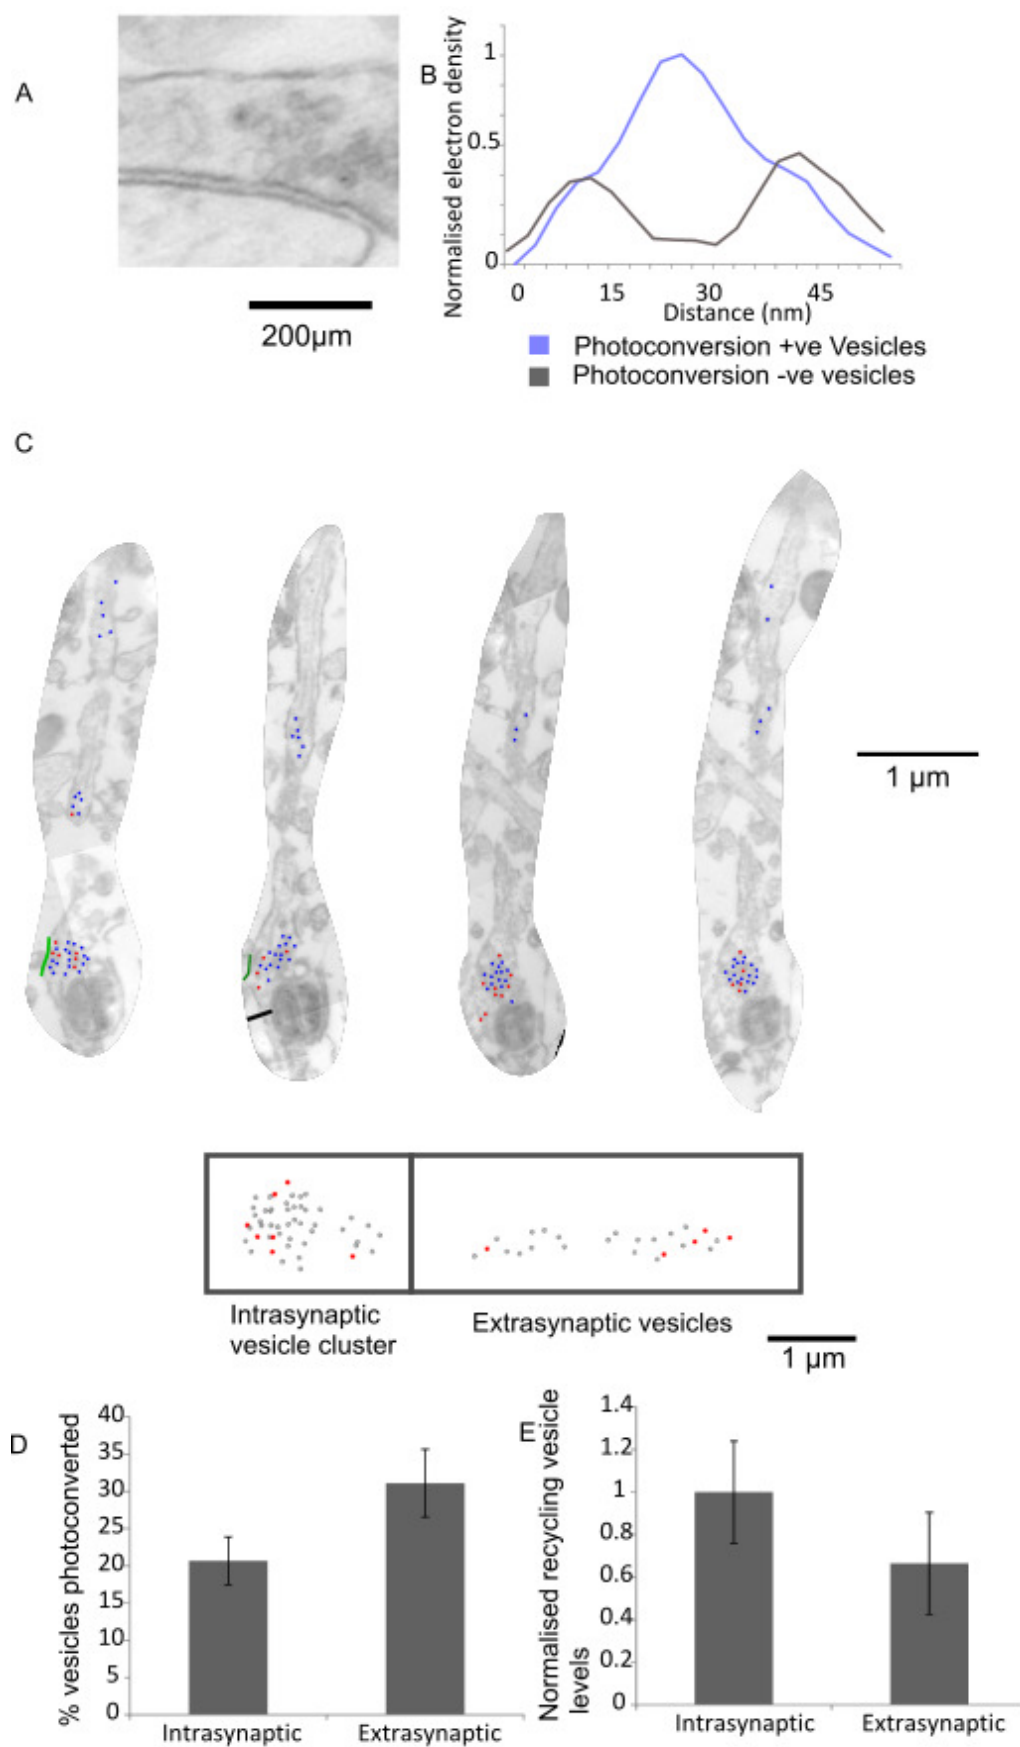 A
200µm
B
Normalised electron density
1
0.5
0
0 15 30 45
Distance (nm)
Photoconversion +ve Vesicles
Photoconversion -ve vesicles
C
1 µm
Intrasynaptic
vesicle cluster
Extrasynaptic vesicles
1 µm
D
% vesicles photoconverted
40
35
30
25
20
15
10
5
0
Intrasynaptic Extrasynaptic
E
Normalised recycling vesicle
levels
1.4
1.2
1
0.8
0.6
0.4
0.2
0
Intrasynaptic Extrasynaptic